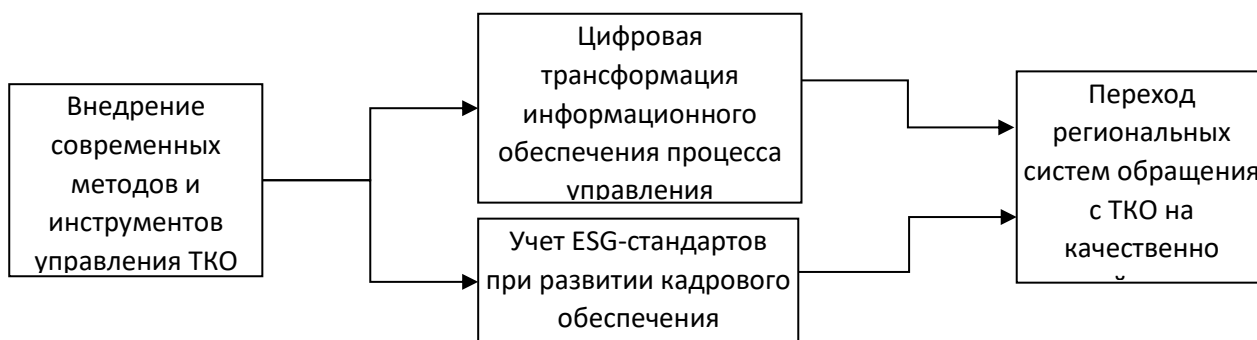 Внедрение
современных
методов и
инструментов
управления ТКО
Цифровая
трансформация
информационного
обеспечения процесса
управления
Учет ESG-стандартов
при развитии кадрового
обеспечения
Переход
региональных
систем обращения
с ТКО на
качественно